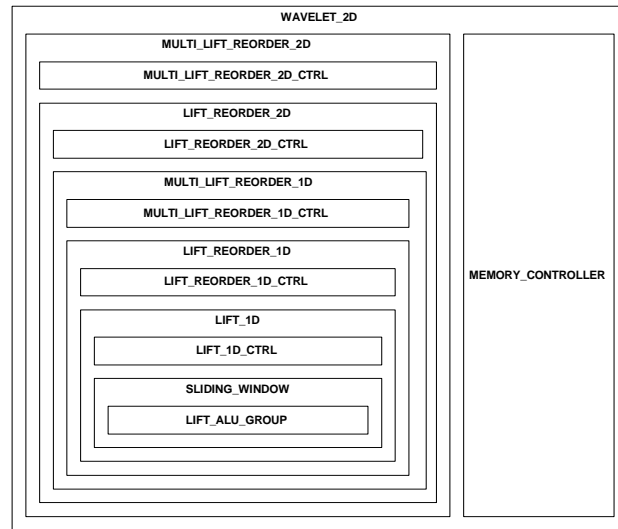 WAVELET_2D
MULTI_LIFT_REORDER_2D
MULTI_LIFT_REORDER_2D_CTRL
LIFT_REORDER_2D
LIFT_REORDER_2D_CTRL
MULTI_LIFT_REORDER_1D
MULTI_LIFT_REORDER_1D_CTRL
LIFT_REORDER_1D
LIFT_REORDER_1D_CTRL
LIFT_1D
LIFT_1D_CTRL
SLIDING_WINDOW
LIFT_ALU_GROUP
MEMORY_CONTROLLER